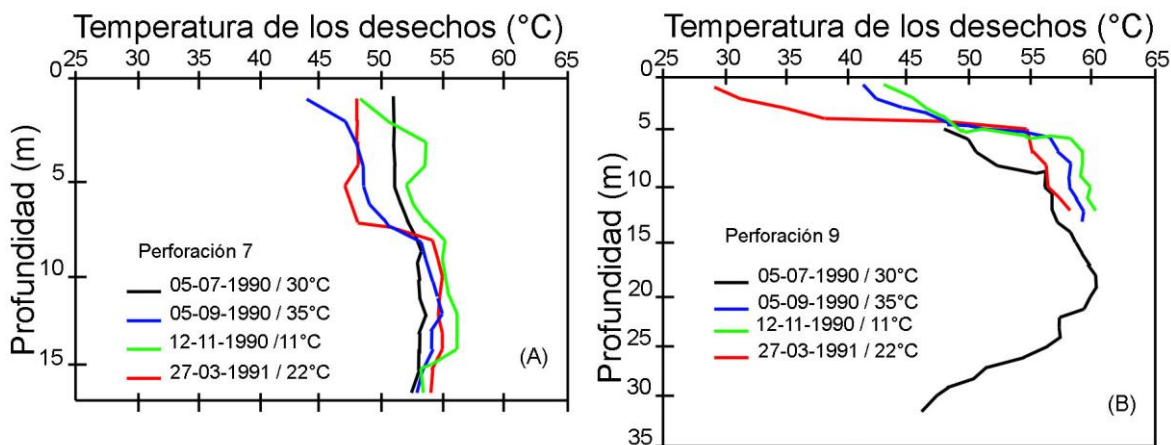 Temperatura de los desechos (°C)
25 30 35 40 45 50 55 60 65
Profundidad (m)
0
5
10
15
Perforación 7
05-07-1990 / 30°C
05-09-1990 / 35°C
12-11-1990 /11°C
27-03-1991 / 22°C
(A)
Temperatura de los desechos (°C)
25 30 35 40 45 50 55 60 65
Profundidad (m)
0
5
10
15
20
25
30
35
Perforación 9
05-07-1990 / 30°C
05-09-1990 / 35°C
12-11-1990 / 11°C
27-03-1991 / 22°C
(B)